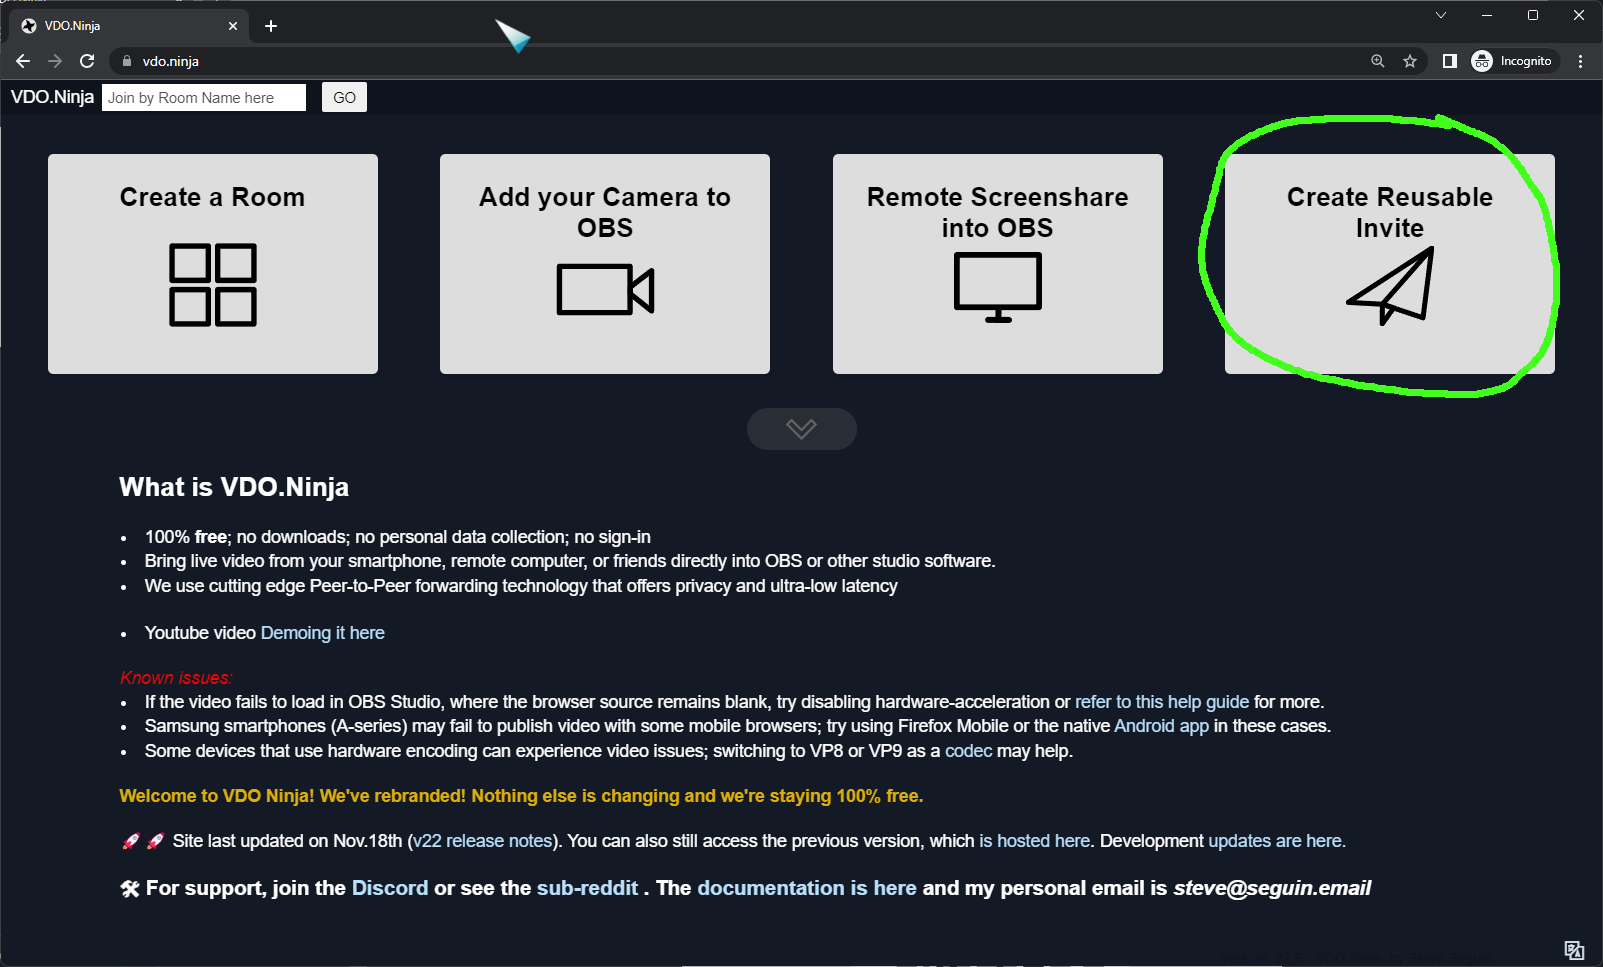 VDO.Ninja
vdo.ninja
Incognito
VDO.Ninja Join by Room Name here GO
Create a Room
Add your Camera to
OBS
Remote Screenshare
into OBS
Create Reusable
Invite
What is VDO.Ninja
100% free; no downloads; no personal data collection; no sign-in
Bring live video from your smartphone, remote computer, or friends directly into OBS or other studio software.
We use cutting edge Peer-to-Peer forwarding technology that offers privacy and ultra-low latency
Youtube video Demoing it here
Known issues:
If the video fails to load in OBS Studio, where the browser source remains blank, try disabling hardware-acceleration or refer to this help guide for more.
Samsung smartphones (A-series) may fail to publish video with some mobile browsers; try using Firefox Mobile or the native Android app in these cases.
Some devices that use hardware encoding can experience video issues; switching to VP8 or VP9 as a codec may help.
Welcome to VDO Ninja! We've rebranded! Nothing else is changing and we're staying 100% free.
🚀 🚀 Site last updated on Nov.18th (v22 release notes). You can also still access the previous version, which is hosted here. Development updates are here.
🛠 For support, join the Discord or see the sub-reddit . The documentation is here and my personal email is steve@seguin.email